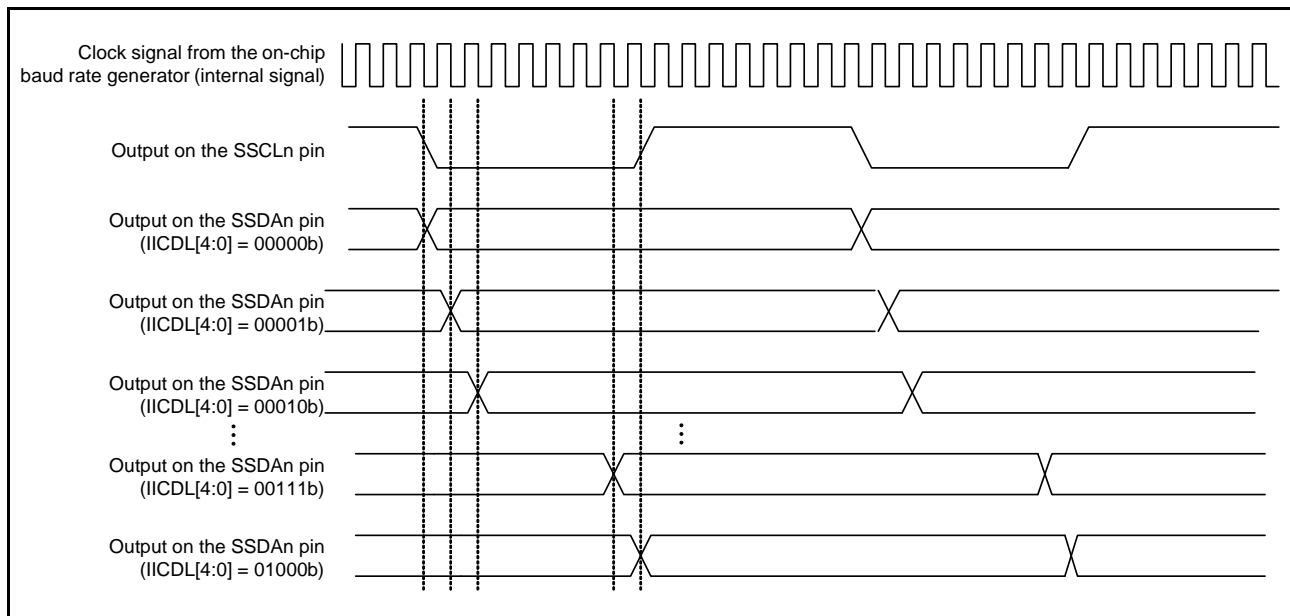 Clock signal from the on-chip
baud rate generator (internal signal)
Output on the SSCLn pin
Output on the SSDAn pin
(IICDL[4:0] = 00000b)
Output on the SSDAn pin
(IICDL[4:0] = 00001b)
Output on the SSDAn pin
(IICDL[4:0] = 00010b)
Output on the SSDAn pin
(IICDL[4:0] = 00111b)
Output on the SSDAn pin
(IICDL[4:0] = 01000b)